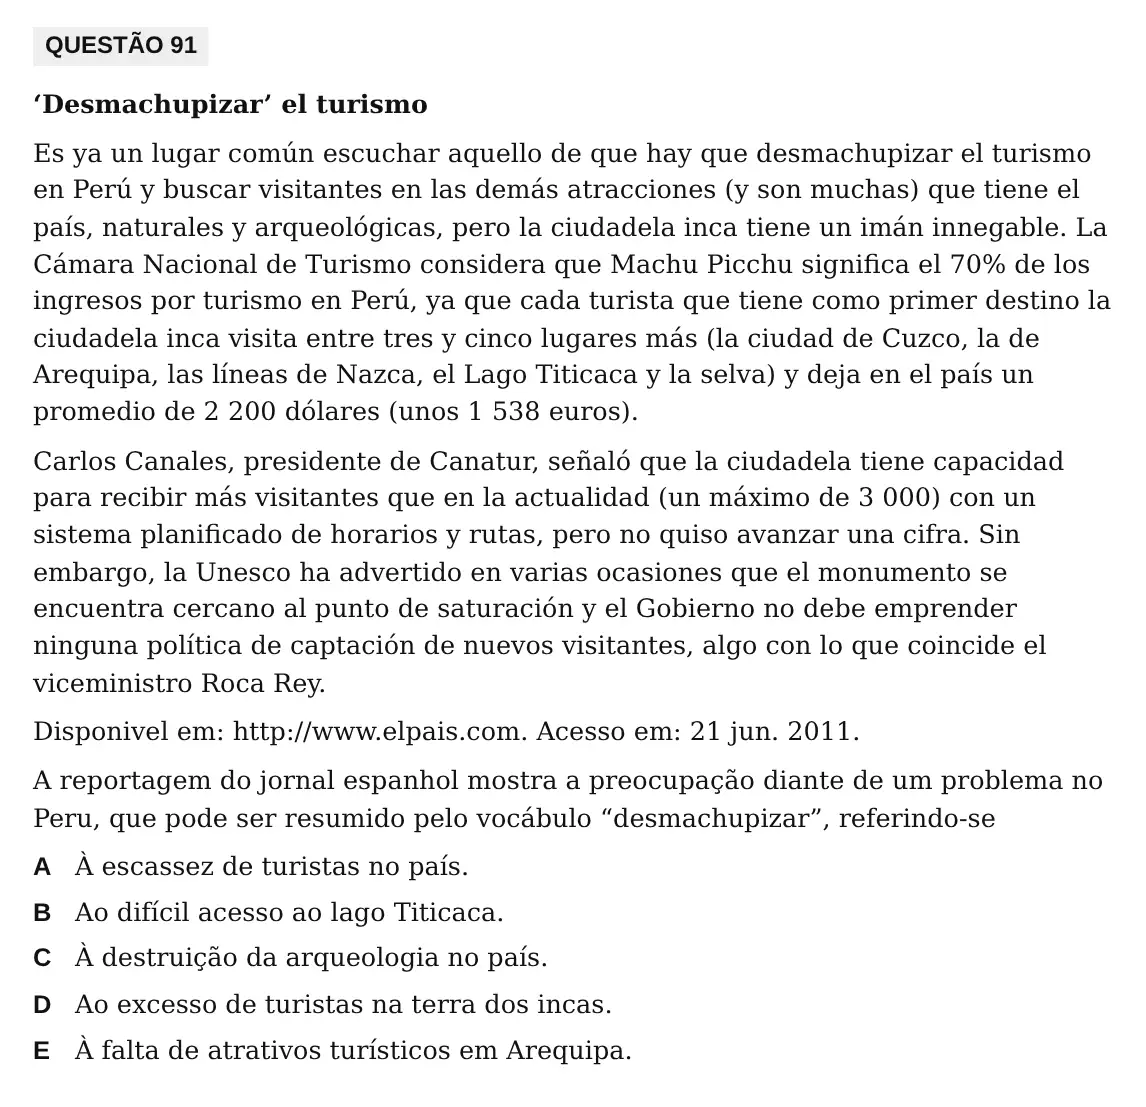 QUESTÃO 91
‘Desmachupizar’ el turismo
Es ya un lugar común escuchar aquello de que hay que desmachupizar el turismo
en Perú y buscar visitantes en las demás atracciones (y son muchas) que tiene el
país, naturales y arqueológicas, pero la ciudadela inca tiene un imán innegable. La
Cámara Nacional de Turismo considera que Machu Picchu significa el 70% de los
ingresos por turismo en Perú, ya que cada turista que tiene como primer destino la
ciudadela inca visita entre tres y cinco lugares más (la ciudad de Cuzco, la de
Arequipa, las líneas de Nazca, el Lago Titicaca y la selva) y deja en el país un
promedio de 2 200 dólares (unos 1 538 euros).
Carlos Canales, presidente de Canatur, señaló que la ciudadela tiene capacidad
para recibir más visitantes que en la actualidad (un máximo de 3 000) con un
sistema planificado de horarios y rutas, pero no quiso avanzar una cifra. Sin
embargo, la Unesco ha advertido en varias ocasiones que el monumento se
encuentra cercano al punto de saturación y el Gobierno no debe emprender
ninguna política de captación de nuevos visitantes, algo con lo que coincide el
viceministro Roca Rey.
Disponivel em: http://www.elpais.com. Acesso em: 21 jun. 2011.
A reportagem do jornal espanhol mostra a preocupação diante de um problema no
Peru, que pode ser resumido pelo vocábulo “desmachupizar”, referindo-se
A À escassez de turistas no país.
B Ao difícil acesso ao lago Titicaca.
C À destruição da arqueologia no país.
D Ao excesso de turistas na terra dos incas.
E À falta de atrativos turísticos em Arequipa.